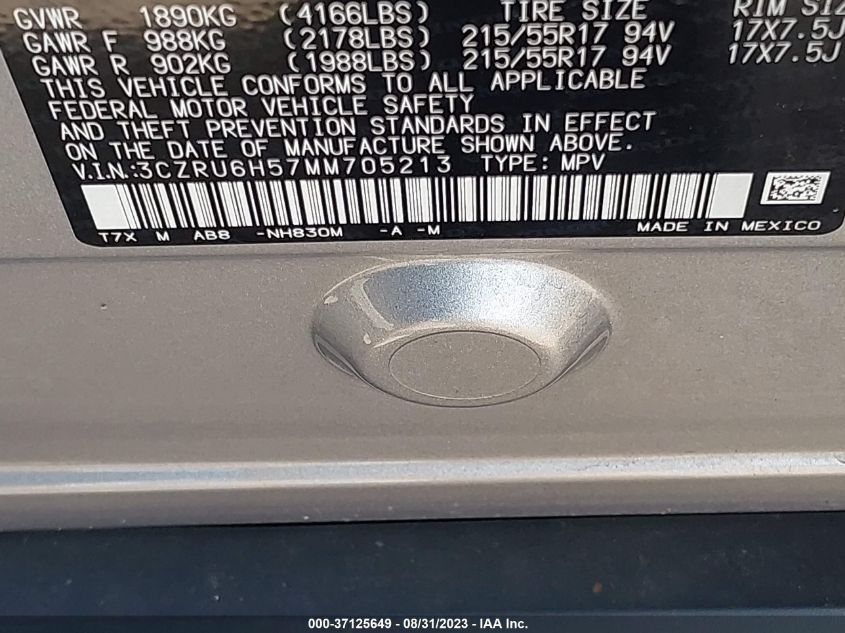 GVWR 1890KG (4166LBS) TIRE SIZE RIM SIZ
GAWR F 988KG (2178LBS) 215/55R17 94V 17X7.5J
GAWR R 902KG (1988LBS) 215/55R17 94V 17X7.5J
THIS VEHICLE CONFORMS TO ALL APPLICABLE
FEDERAL MOTOR VEHICLE SAFETY
AND THEFT PREVENTION STANDARDS IN EFFECT
ON THE DATE OF MANUFACTURE SHOWN ABOVE.
V.I.N.:3CZRU6H57MM705213 TYPE: MPV
T7X M AB8 -NH830M -A -M MADE IN MEXICO
000-37125649 - 08/31/2023 - IAA Inc.